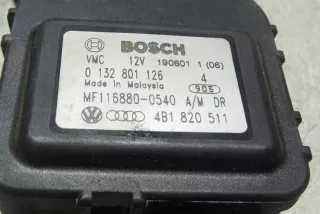 BOSCH
VMC 12V 190601 1 (06)
0 132 801 126 4
Made in Malaysia 905
MF116880-0540 A/M DR
4B1 820 511